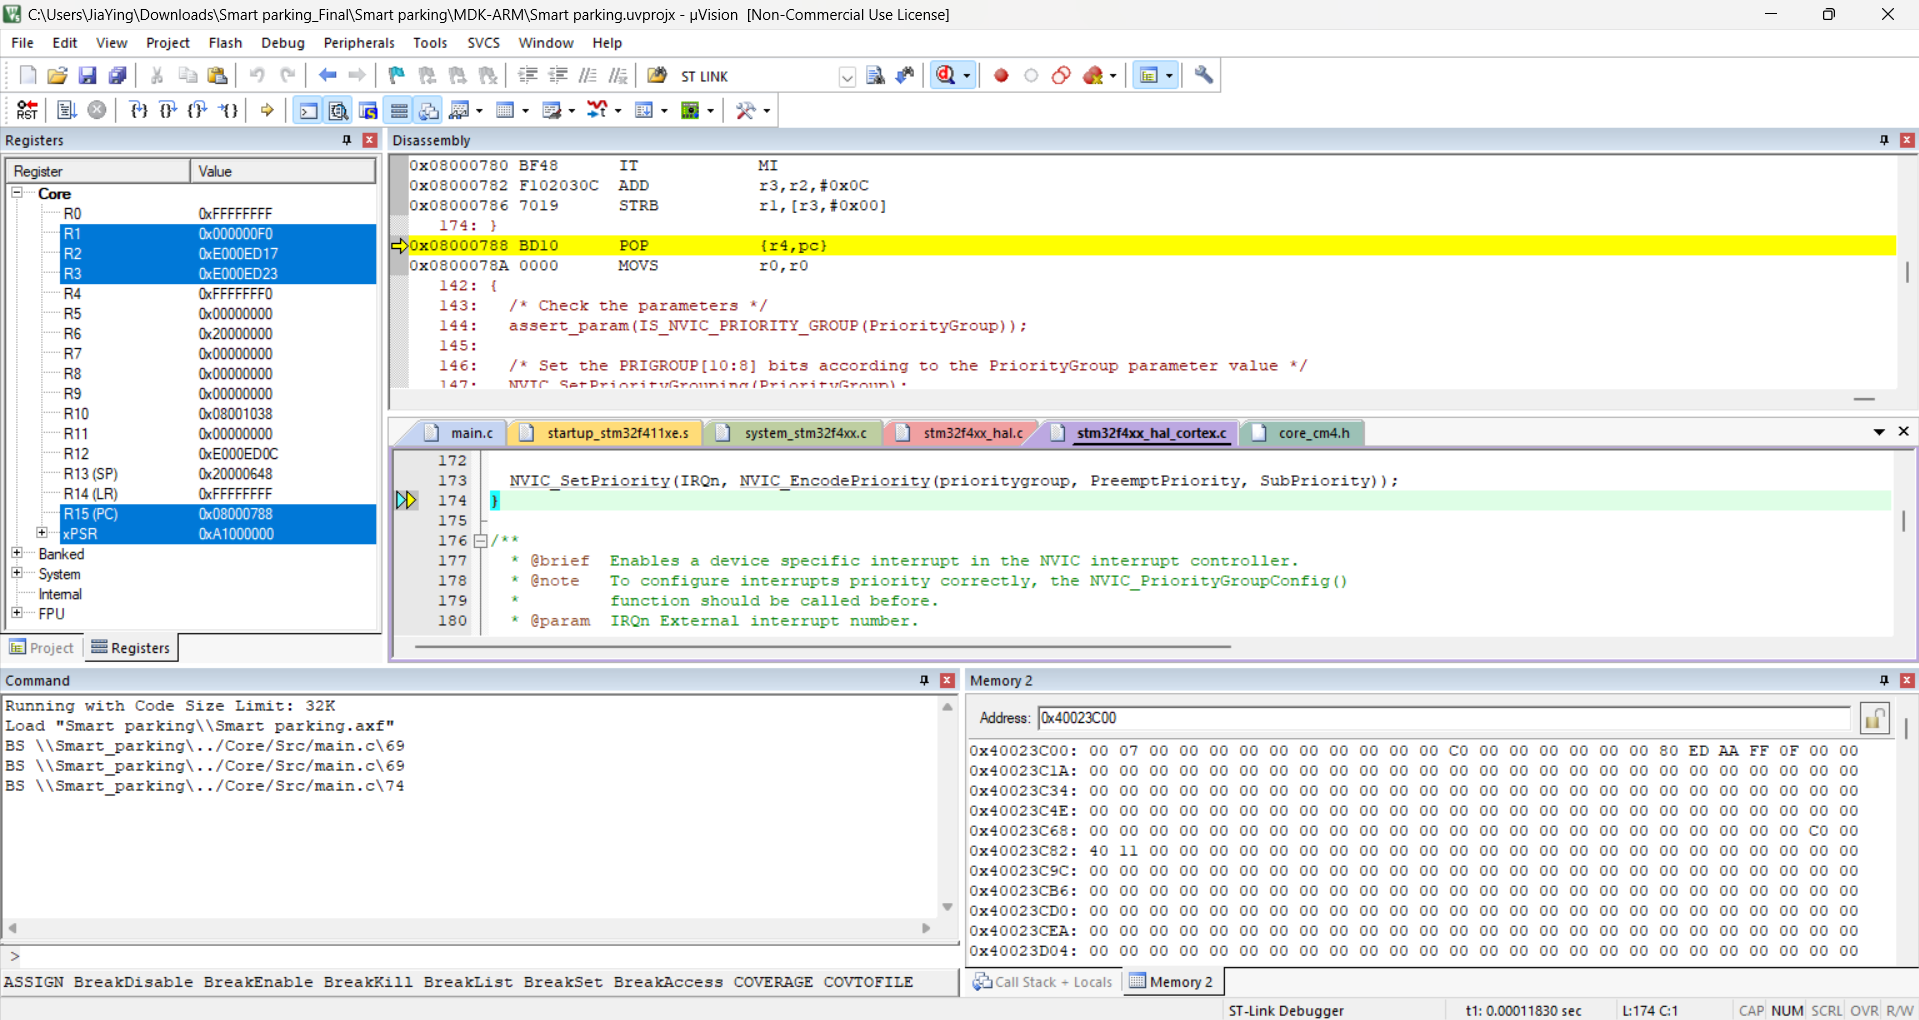 C:\Users\JiaYing\Downloads\Smart parking_Final\Smart parking\MDK-ARM\Smart parking.uvprojx - µVision [Non-Commercial Use License]
File Edit View Project Flash Debug Peripherals Tools SVCS Window Help
ST LINK
RST
Registers
Register Value
Core
R0 0xFFFFFFFF
R1 0x000000F0
R2 0xE000ED17
R3 0xE000ED23
R4 0xFFFFFFF0
R5 0x00000000
R6 0x20000000
R7 0x00000000
R8 0x00000000
R9 0x00000000
R10 0x08001038
R11 0x00000000
R12 0xE000ED0C
R13 (SP) 0x20000648
R14 (LR) 0xFFFFFFFF
R15 (PC) 0x08000788
xPSR 0xA1000000
Banked
System
Internal
FPU
Project Registers
Disassembly
0x08000780 BF48 IT MI
0x08000782 F102030C ADD r3,r2,#0x0C
0x08000786 7019 STRB r1,[r3,#0x00]
174: }
0x08000788 BD10 POP {r4,pc}
0x0800078A 0000 MOVS r0,r0
142: {
143: /* Check the parameters */
144: assert_param(IS_NVIC_PRIORITY_GROUP(PriorityGroup));
145:
146: /* Set the PRIGROUP[10:8] bits according to the PriorityGroup parameter value */
147: NVIC_SetPriorityGrouping(PriorityGroup);
main.c startup_stm32f411xe.s system_stm32f4xx.c stm32f4xx_hal.c stm32f4xx_hal_cortex.c core_cm4.h
172
173 NVIC_SetPriority(IRQn, NVIC_EncodePriority(prioritygroup, PreemptPriority, SubPriority));
174 }
175
176 /**
177 * @brief Enables a device specific interrupt in the NVIC interrupt controller.
178 * @note To configure interrupts priority correctly, the NVIC_PriorityGroupConfig()
179 * function should be called before.
180 * @param IRQn External interrupt number.
Command
Running with Code Size Limit: 32K
Load "Smart parking\\Smart parking.axf"
BS \\Smart_parking\../Core/Src/main.c\69
BS \\Smart_parking\../Core/Src/main.c\69
BS \\Smart_parking\../Core/Src/main.c\74
>
ASSIGN BreakDisable BreakEnable BreakKill BreakList BreakSet BreakAccess COVERAGE COVTOFILE
Memory 2
Address: 0x40023C00
0x40023C00: 00 07 00 00 00 00 00 00 00 00 00 00 C0 00 00 00 00 00 00 80 ED AA FF 0F 00 00
0x40023C1A: 00 00 00 00 00 00 00 00 00 00 00 00 00 00 00 00 00 00 00 00 00 00 00 00 00 00
0x40023C34: 00 00 00 00 00 00 00 00 00 00 00 00 00 00 00 00 00 00 00 00 00 00 00 00 00 00
0x40023C4E: 00 00 00 00 00 00 00 00 00 00 00 00 00 00 00 00 00 00 00 00 00 00 00 00 00 00
0x40023C68: 00 00 00 00 00 00 00 00 00 00 00 00 00 00 00 00 00 00 00 00 00 00 00 00 C0 00
0x40023C82: 40 11 00 00 00 00 00 00 00 00 00 00 00 00 00 00 00 00 00 00 00 00 00 00 00 00
0x40023C9C: 00 00 00 00 00 00 00 00 00 00 00 00 00 00 00 00 00 00 00 00 00 00 00 00 00 00
0x40023CB6: 00 00 00 00 00 00 00 00 00 00 00 00 00 00 00 00 00 00 00 00 00 00 00 00 00 00
0x40023CD0: 00 00 00 00 00 00 00 00 00 00 00 00 00 00 00 00 00 00 00 00 00 00 00 00 00 00
0x40023CEA: 00 00 00 00 00 00 00 00 00 00 00 00 00 00 00 00 00 00 00 00 00 00 00 00 00 00
0x40023D04: 00 00 00 00 00 00 00 00 00 00 00 00 00 00 00 00 00 00 00 00 00 00 00 00 00 00
Call Stack + Locals Memory 2
ST-Link Debugger t1: 0.00011830 sec L:174 C:1 CAP NUM SCRL OVR R/W